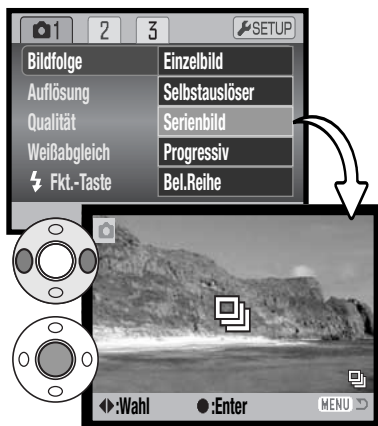 1 2 3 SETUP
Bildfolge Einzelbild
Auflösung Selbstauslöser
Qualität Serienbild
Weißabgleich Progressiv
Fkt.-Taste Bel.Reihe
:Wahl :Enter MENU